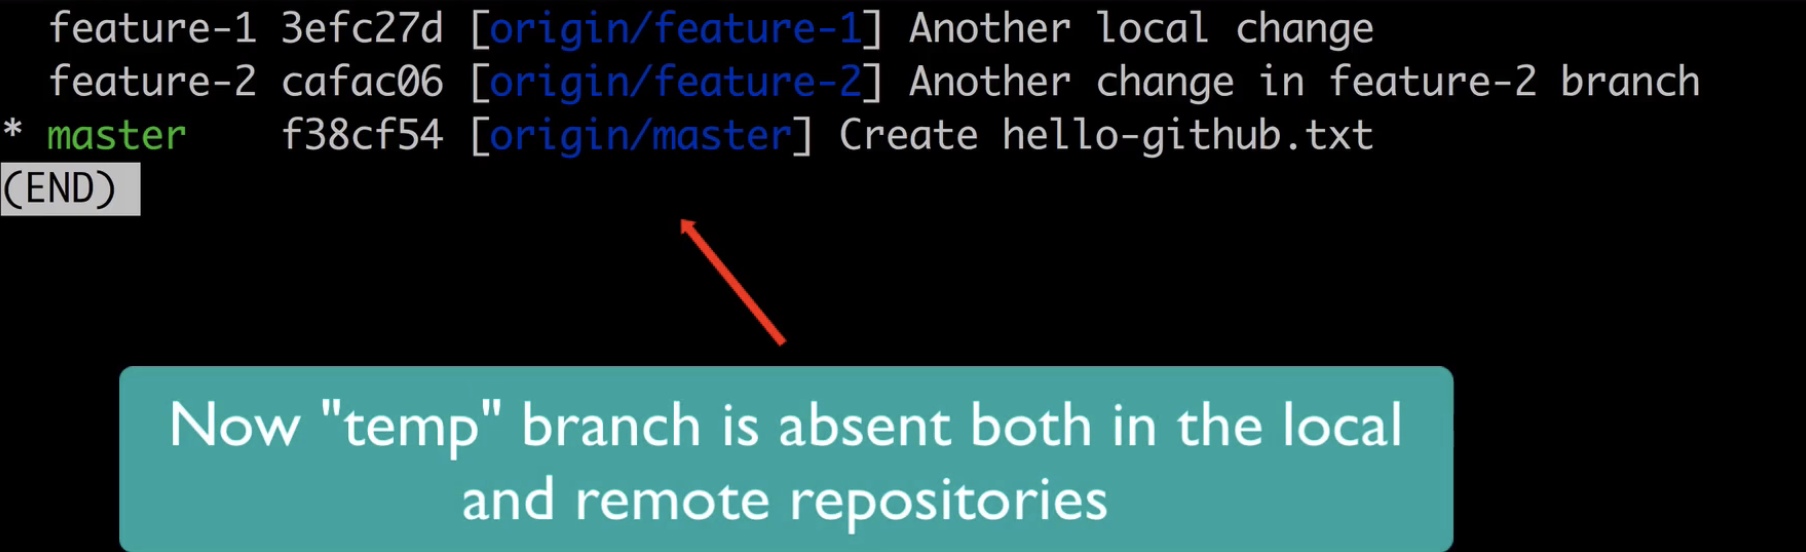 feature-1 3efc27d [origin/feature-1] Another local change
feature-2 cafac06 [origin/feature-2] Another change in feature-2 branch
* master    f38cf54 [origin/master] Create hello-github.txt
(END)
Now "temp" branch is absent both in the local
and remote repositories